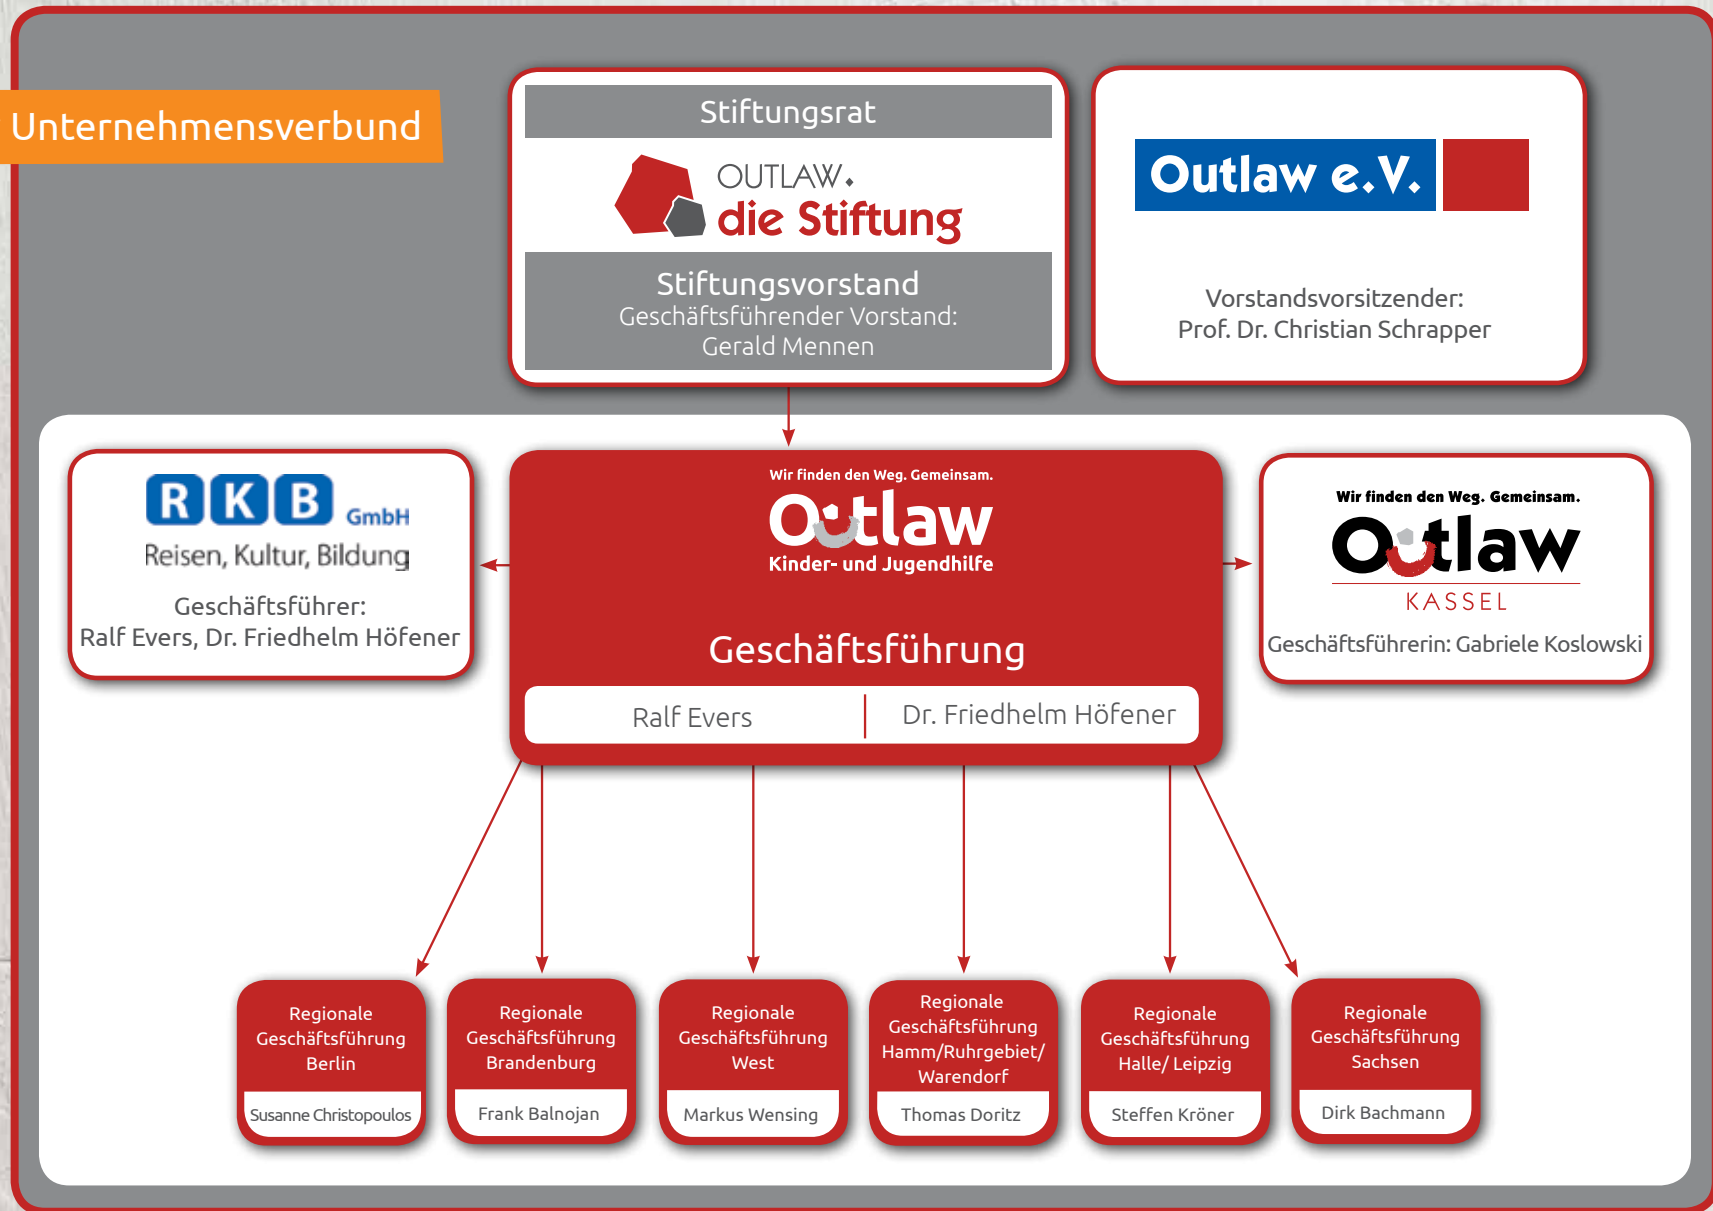 Unternehmensverbund
Stiftungsrat
OUTLAW.
die Stiftung
Stiftungsvorstand
Geschäftsführender Vorstand:
Gerald Mennen
Outlaw e.V.
Vorstandsvorsitzender:
Prof. Dr. Christian Schrapper
RKB GmbH
Reisen, Kultur, Bildung
Geschäftsführer:
Ralf Evers, Dr. Friedhelm Höfener
Wir finden den Weg. Gemeinsam.
Outlaw
Kinder- und Jugendhilfe
Geschäftsführung
Ralf Evers
Dr. Friedhelm Höfener
Wir finden den Weg. Gemeinsam.
Outlaw
KASSEL
Geschäftsführerin: Gabriele Koslowski
Regionale
Geschäftsführung
Berlin
Susanne Christopoulos
Regionale
Geschäftsführung
Brandenburg
Frank Balnojan
Regionale
Geschäftsführung
West
Markus Wensing
Regionale
Geschäftsführung
Hamm/Ruhrgebiet/
Warendorf
Thomas Doritz
Regionale
Geschäftsführung
Halle/ Leipzig
Steffen Kröner
Regionale
Geschäftsführung
Sachsen
Dirk Bachmann